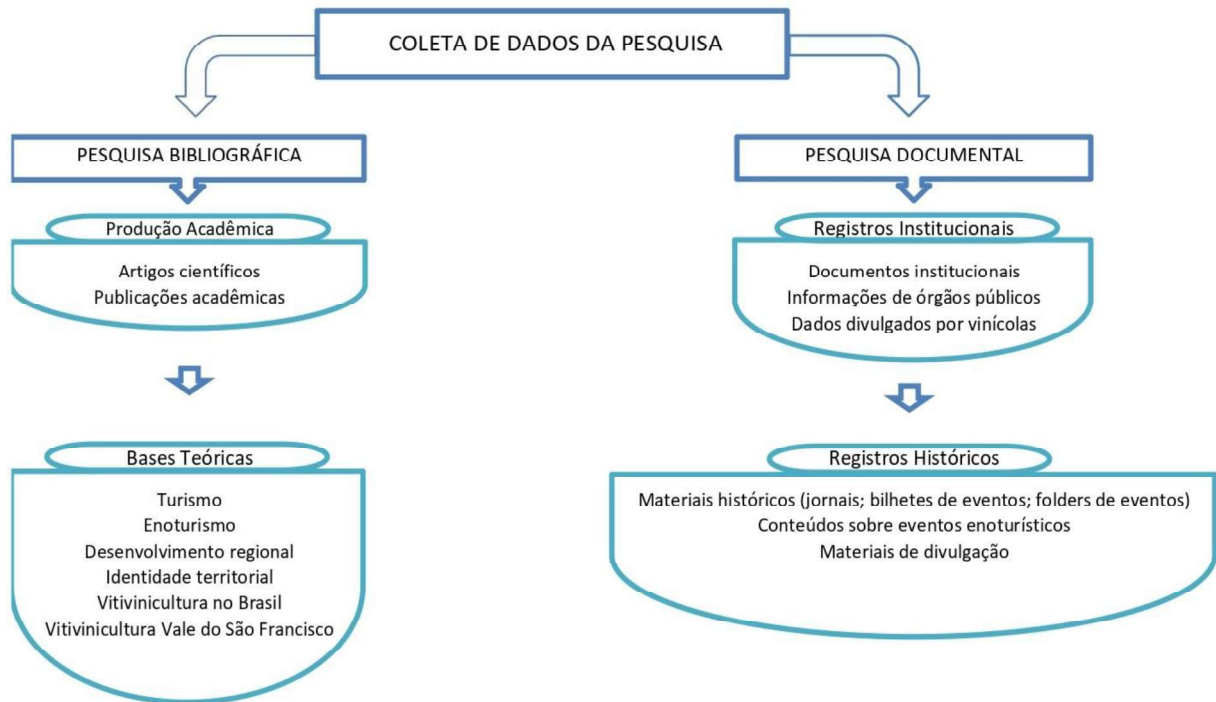 COLETA DE DADOS DA PESQUISA
PESQUISA BIBLIOGRÁFICA
Produção Acadêmica
Artigos científicos
Publicações acadêmicas
Bases Teóricas
Turismo
Enoturismo
Desenvolvimento regional
Identidade territorial
Vitivinicultura no Brasil
Vitivinicultura Vale do São Francisco
PESQUISA DOCUMENTAL
Registros Institucionais
Documentos institucionais
Informações de órgãos públicos
Dados divulgados por vinícolas
Registros Históricos
Materiais históricos (jornais; bilhetes de eventos; folders de eventos)
Conteúdos sobre eventos enoturísticos
Materiais de divulgação